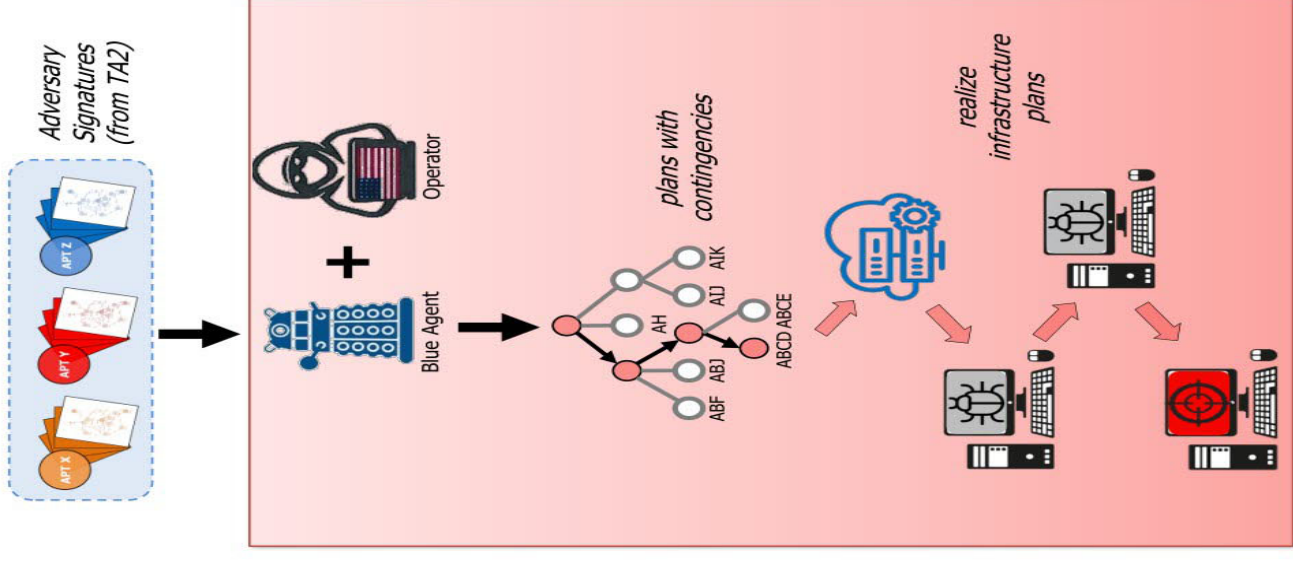 Adversary
Signatures
(from TA2)
APT X
APT Y
APT Z
Blue Agent
+
Operator
plans with
contingencies
ABF
ABJ
AH
AIJ
AIK
ABCD ABCE
realize
infrastructure
plans